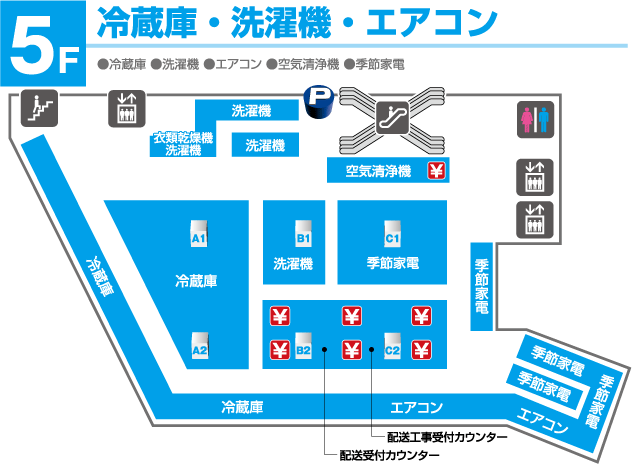 5F
冷蔵庫・洗濯機・エアコン
●冷蔵庫 ●洗濯機 ●エアコン ●空気清浄機 ●季節家電
P
洗濯機
衣類乾燥機
洗濯機
洗濯機
空気清浄機
¥
A1
B1
C1
冷蔵庫
冷蔵庫
洗濯機
季節家電
季節家電
¥
¥
¥
A2
¥
B2
¥
C2
¥
季節家電
季節家電
季節家電
冷蔵庫
エアコン
エアコン
配送工事受付カウンター
配送受付カウンター